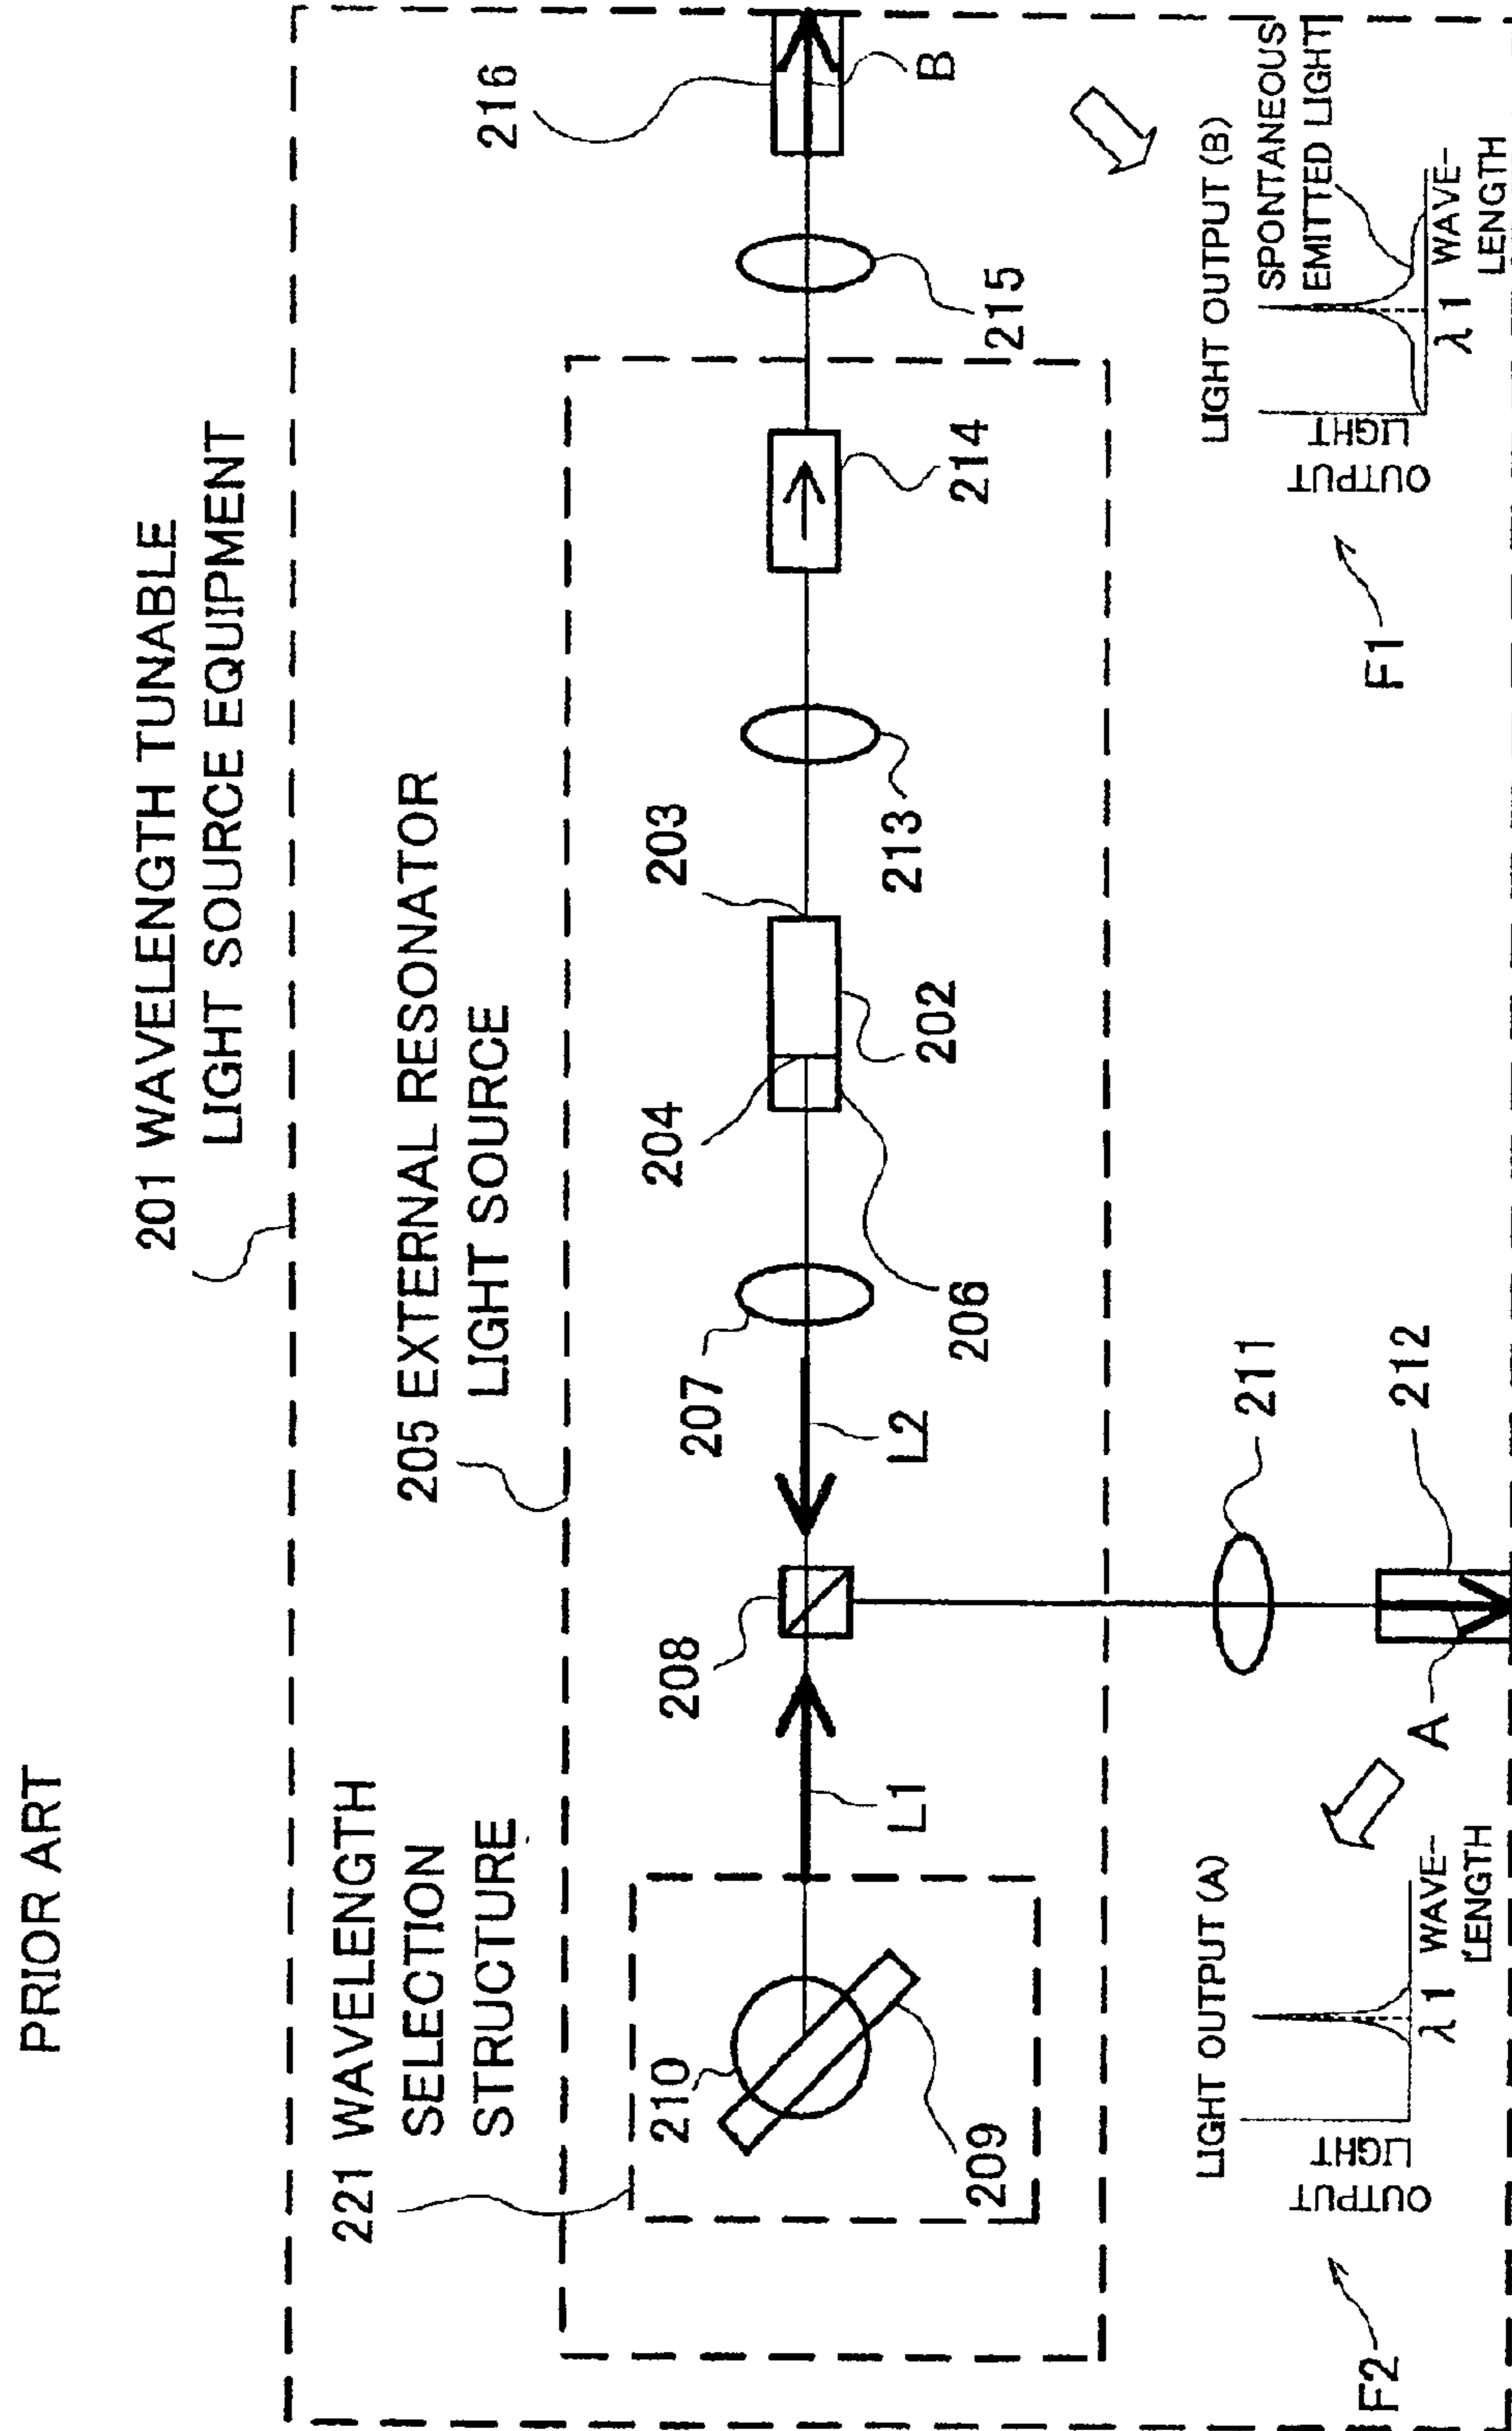 PRIOR ART
201 WAVELENGTH TUNABLE
LIGHT SOURCE EQUIPMENT
205 EXTERNAL RESONATOR
LIGHT SOURCE
221 WAVELENGTH
SELECTION
STRUCTURE
216
204
203
207
208
210
L1
L2
B
202
206
213
214
215
209
211
212
A
LIGHT OUTPUT (A)
LIGHT
OUTPUT
λ1
WAVE-
LENGTH
F2
LIGHT OUTPUT (B)
SPONTANEOUS
EMITTED LIGHT
LIGHT
OUTPUT
λ1
WAVE-
LENGTH
F1